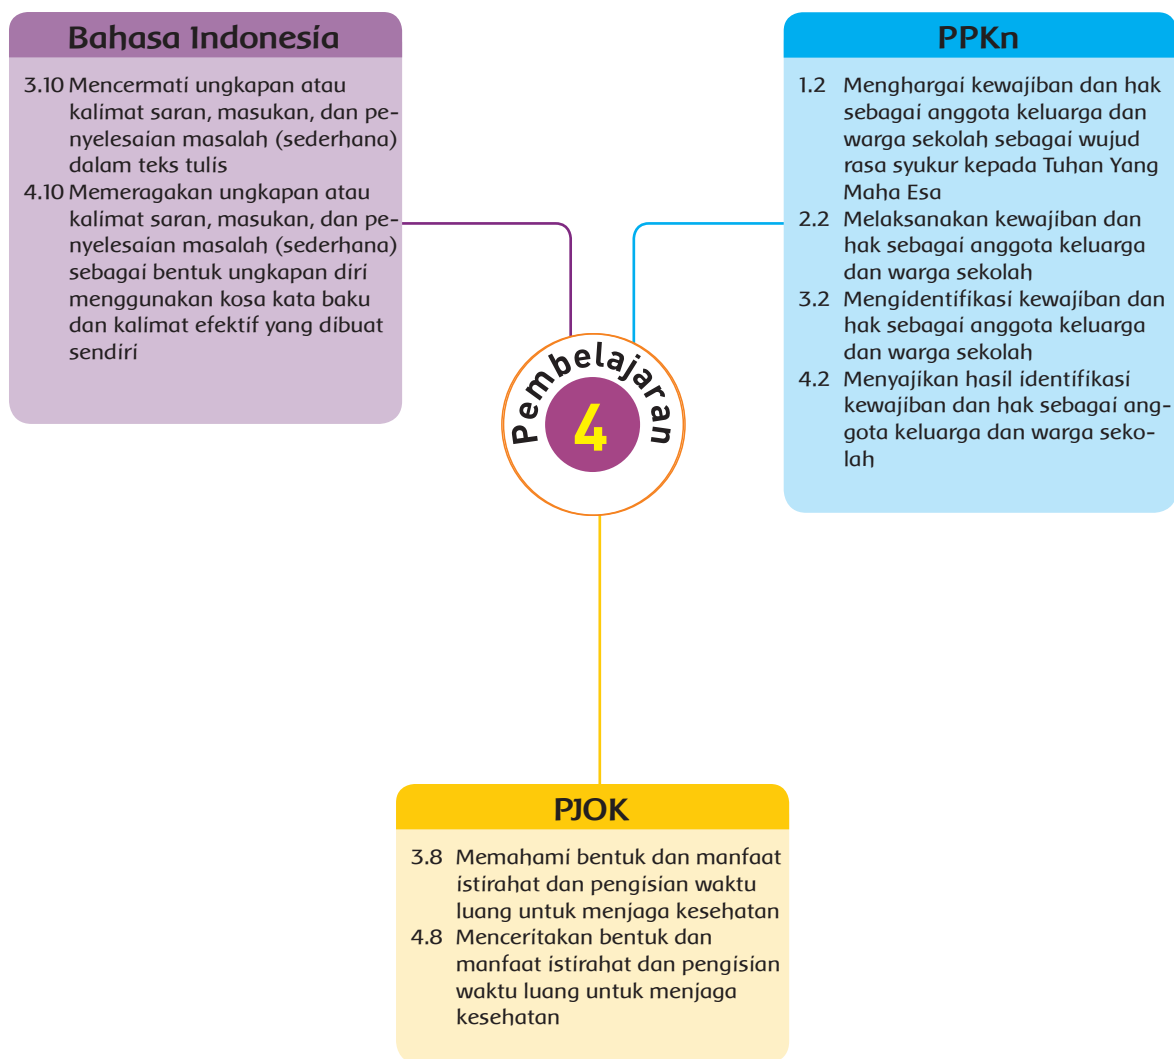 Bahasa Indonesia
3.10 Mencermati ungkapan atau
kalimat saran, masukan, dan pe-
nyelesaian masalah (sederhana)
dalam teks tulis
4.10 Memeragakan ungkapan atau
kalimat saran, masukan, dan pe-
nyelesaian masalah (sederhana)
sebagai bentuk ungkapan diri
menggunakan kosa kata baku
dan kalimat efektif yang dibuat
sendiri
PPKn
1.2 Menghargai kewajiban dan hak
sebagai anggota keluarga dan
warga sekolah sebagai wujud
rasa syukur kepada Tuhan Yang
Maha Esa
2.2 Melaksanakan kewajiban dan
hak sebagai anggota keluarga
dan warga sekolah
3.2 Mengidentifikasi kewajiban dan
hak sebagai anggota keluarga
dan warga sekolah
4.2 Menyajikan hasil identifikasi
kewajiban dan hak sebagai ang-
gota keluarga dan warga seko-
lah
Pembelajaran
4
PJOK
3.8 Memahami bentuk dan manfaat
istirahat dan pengisian waktu
luang untuk menjaga kesehatan
4.8 Menceritakan bentuk dan
manfaat istirahat dan pengisian
waktu luang untuk menjaga
kesehatan